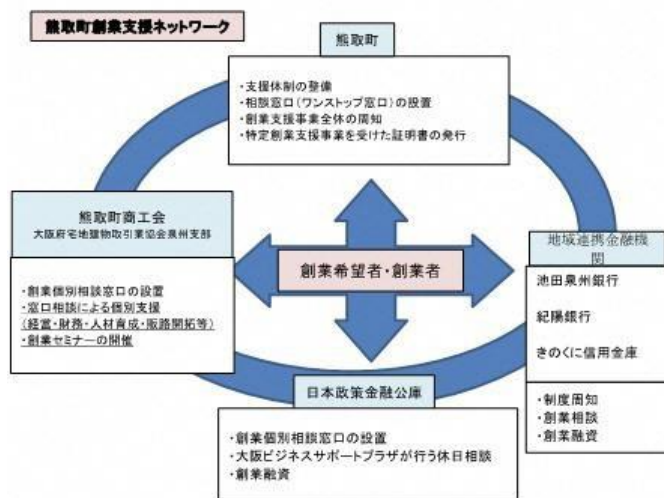 熊取町創業支援ネットワーク
熊取町
・支援体制の整備
・相談窓口(ワンストップ窓口)の設置
・創業支援事業全体の周知
・特定創業支援事業を受けた証明書の発行
熊取町商工会
大阪府宅地建物取引業協会泉州支部
・創業個別相談窓口の設置
・窓口相談による個別支援
(経営・財務・人材育成・販路開拓等)
・創業セミナーの開催
創業希望者・創業者
地域連携金融機
関
池田泉州銀行
紀陽銀行
きのくに信用金庫
・制度周知
・創業相談
・創業融資
日本政策金融公庫
・創業個別相談窓口の設置
・大阪ビジネスサポートプラザが行う休日相談
・創業融資